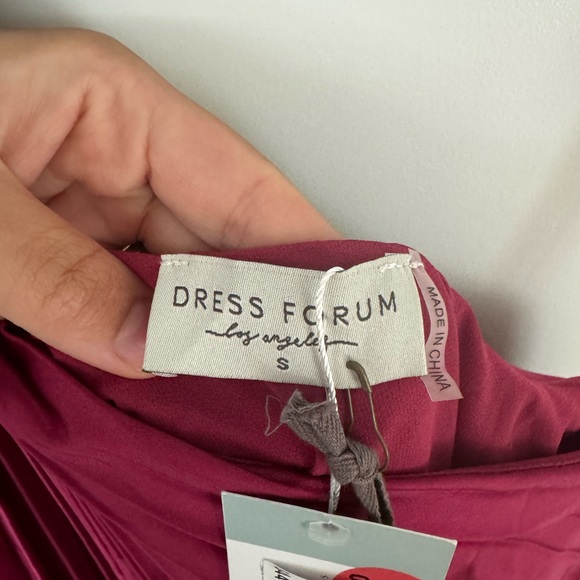 DRESS FORUM
los angeles
S
MADE IN CHINA